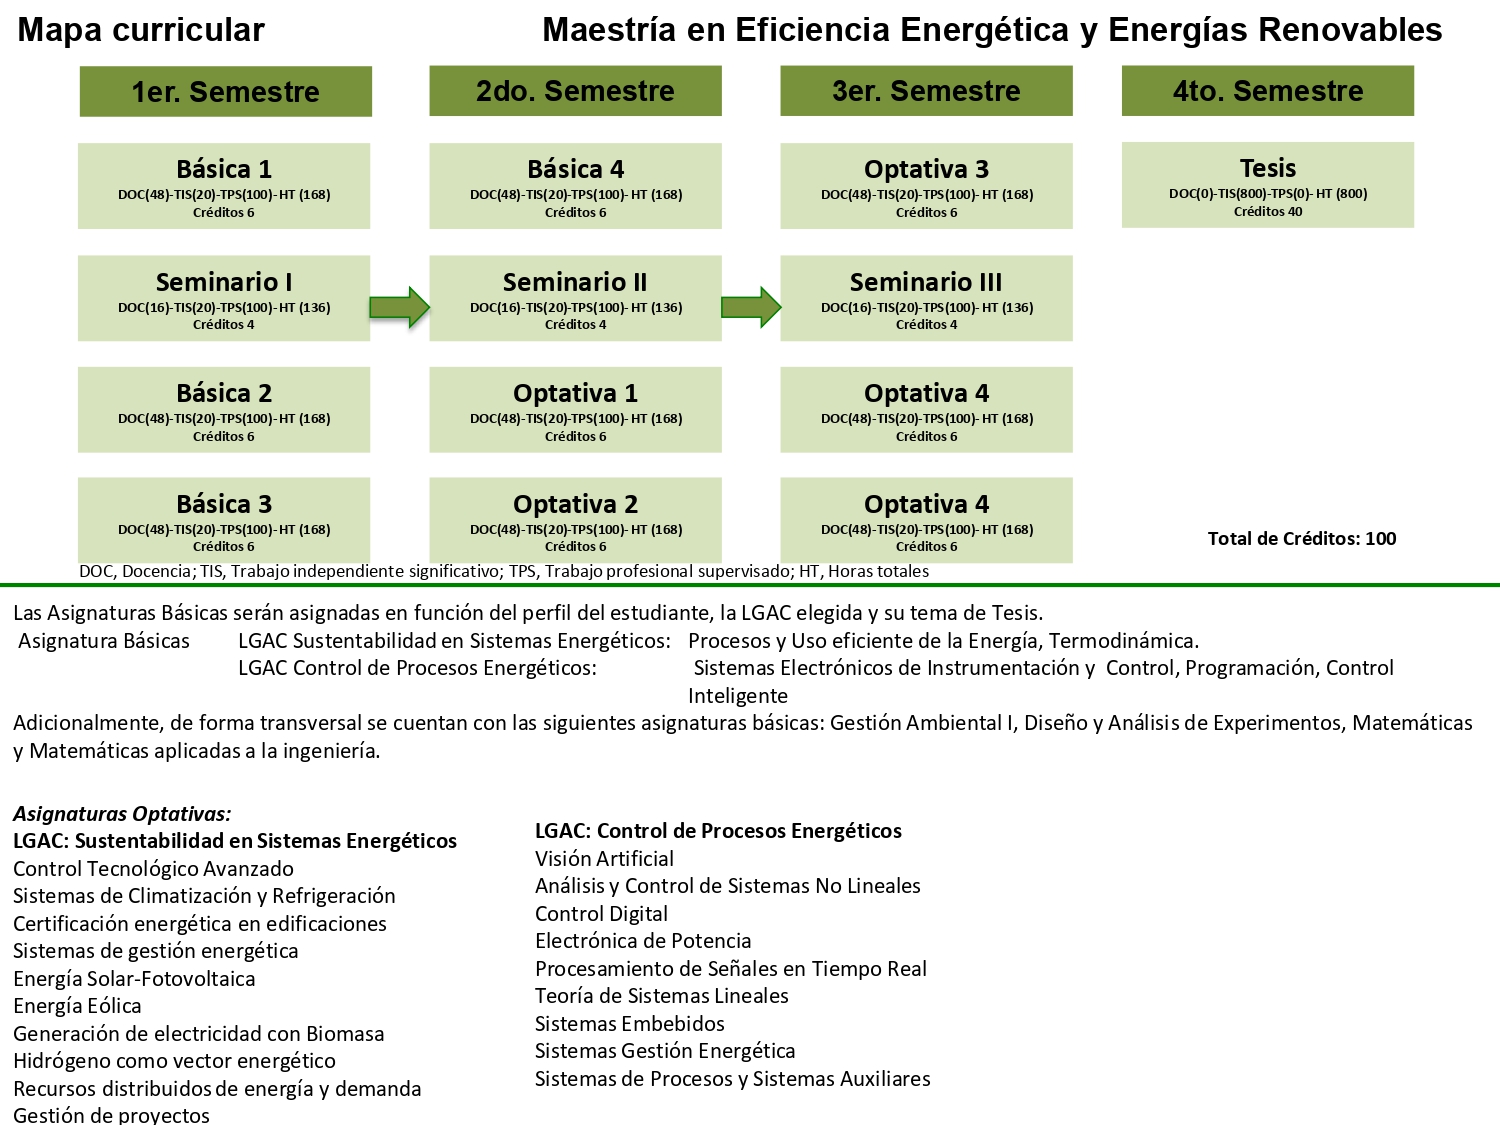 Mapa curricular
Maestría en Eficiencia Energética y Energías Renovables
1er. Semestre
2do. Semestre
3er. Semestre
4to. Semestre
Básica 1
DOC(48)-TIS(20)-TPS(100)-HT (168)
Créditos 6
Básica 4
DOC(48)-TIS(20)-TPS(100)- HT (168)
Créditos 6
Optativa 3
DOC(48)-TIS(20)-TPS(100)- HT (168)
Créditos 6
Tesis
DOC(0)-TIS(800)-TPS(0)- HT (800)
Créditos 40
Seminario I
DOC(16)-TIS(20)-TPS(100)-HT (136)
Créditos 4
Seminario II
DOC(16)-TIS(20)-TPS(100)- HT (136)
Créditos 4
Seminario III
DOC(16)-TIS(20)-TPS(100)- HT (136)
Créditos 4
Básica 2
DOC(48)-TIS(20)-TPS(100)-HT (168)
Créditos 6
Optativa 1
DOC(48)-TIS(20)-TPS(100)- HT (168)
Créditos 6
Optativa 4
DOC(48)-TIS(20)-TPS(100)- HT (168)
Créditos 6
Básica 3
DOC(48)-TIS(20)-TPS(100)-HT (168)
Créditos 6
Optativa 2
DOC(48)-TIS(20)-TPS(100)- HT (168)
Créditos 6
Optativa 4
DOC(48)-TIS(20)-TPS(100)- HT (168)
Créditos 6
Total de Créditos: 100
DOC, Docencia; TIS, Trabajo independiente significativo; TPS, Trabajo profesional supervisado; HT, Horas totales
Las Asignaturas Básicas serán asignadas en función del perfil del estudiante, la LGAC elegida y su tema de Tesis.
Asignatura Básicas LGAC Sustentabilidad en Sistemas Energéticos: Procesos y Uso eficiente de la Energía, Termodinámica.
LGAC Control de Procesos Energéticos: Sistemas Electrónicos de Instrumentación y Control, Programación, Control
Inteligente
Adicionalmente, de forma transversal se cuentan con las siguientes asignaturas básicas: Gestión Ambiental I, Diseño y Análisis de Experimentos, Matemáticas
y Matemáticas aplicadas a la ingeniería.
Asignaturas Optativas:
LGAC: Sustentabilidad en Sistemas Energéticos
Control Tecnológico Avanzado
Sistemas de Climatización y Refrigeración
Certificación energética en edificaciones
Sistemas de gestión energética
Energía Solar-Fotovoltaica
Energía Eólica
Generación de electricidad con Biomasa
Hidrógeno como vector energético
Recursos distribuidos de energía y demanda
Gestión de proyectos
LGAC: Control de Procesos Energéticos
Visión Artificial
Análisis y Control de Sistemas No Lineales
Control Digital
Electrónica de Potencia
Procesamiento de Señales en Tiempo Real
Teoría de Sistemas Lineales
Sistemas Embebidos
Sistemas Gestión Energética
Sistemas de Procesos y Sistemas Auxiliares